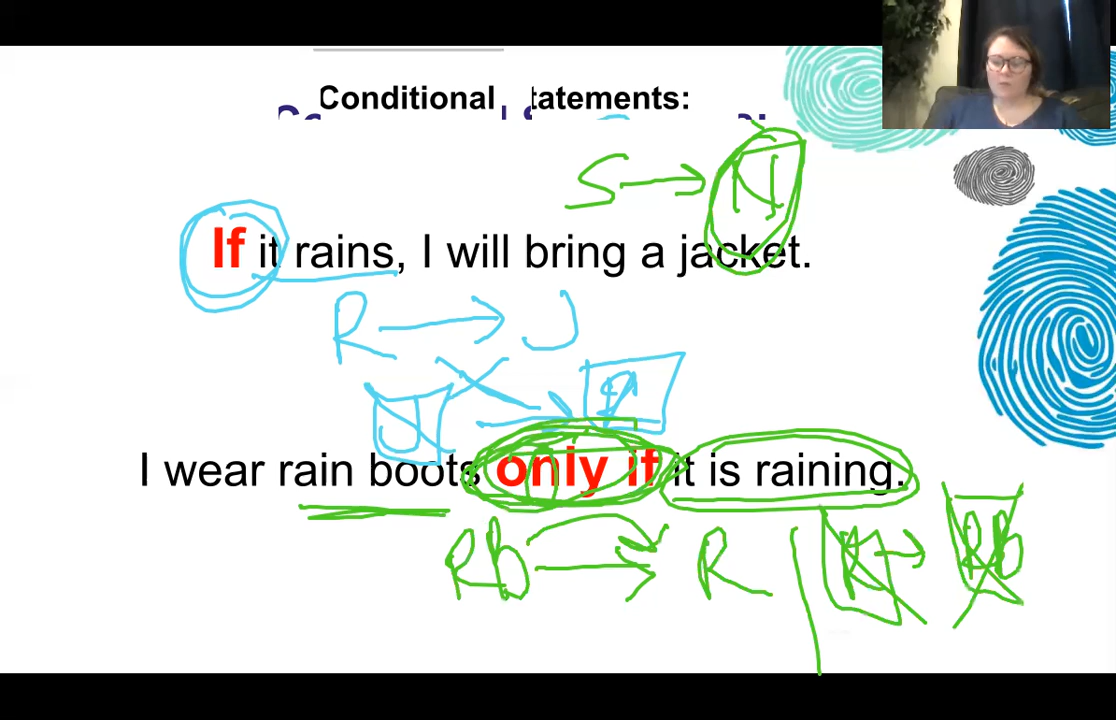 Conditional tatements:
S → N
If it rains, I will bring a jacket.
R → J
I wear rain boots only if it is raining.
Rb → R